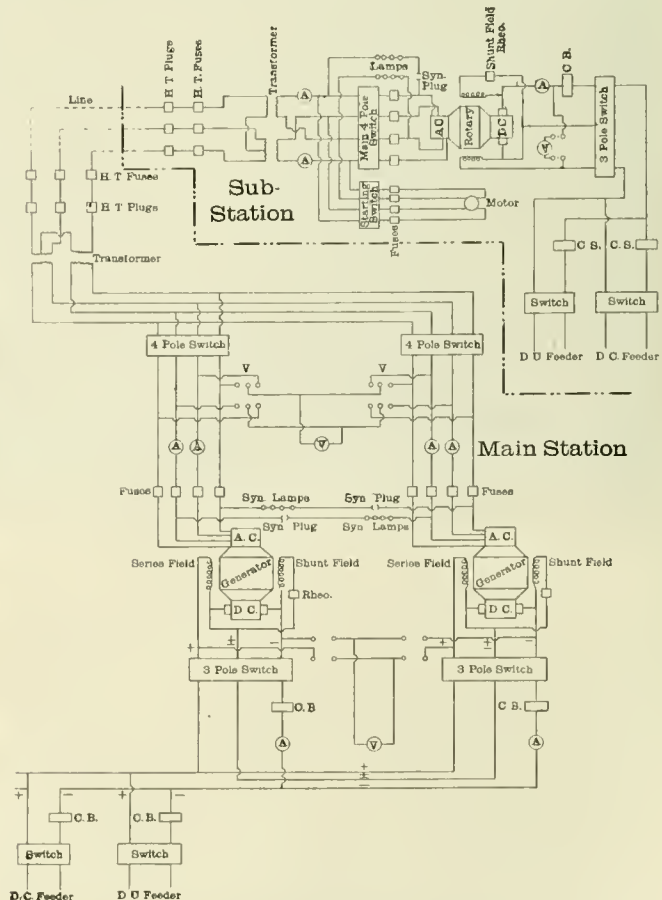 H T Plugs
H. T. Fuses
Transformer
Lamps
Syn.
Plug
Shunt Field
Rheo.
A
C B.
Line
Main 4 Pole
Switch
A C
Rotary
D C
V
3 Pole Switch
A
H T Fuses
H T Plugs
Sub-
Station
Starting
Switch
Fuses
Motor
Transformer
C S.
C. S.
Switch
Switch
D U Feeder
D C. Feeder
4 Pole Switch
4 Pole Switch
V
V
V
A
A
A
A
Main Station
Fuses
Syn Lamps
Syn Plug
Fuses
Syn Plug
Syn Lamps
A. C.
A. C.
Series Field
Generator
Shunt Field
Series Field
Generator
Shunt Field
Rheo.
D C.
D C.
+
±
–
+
±
–
3 Pole Switch
3 Pole Switch
C. B
C B.
A
V
A
+
±
–
+
–
+
–
C. B.
C. B.
Switch
Switch
D. C. Feeder
D U Feeder